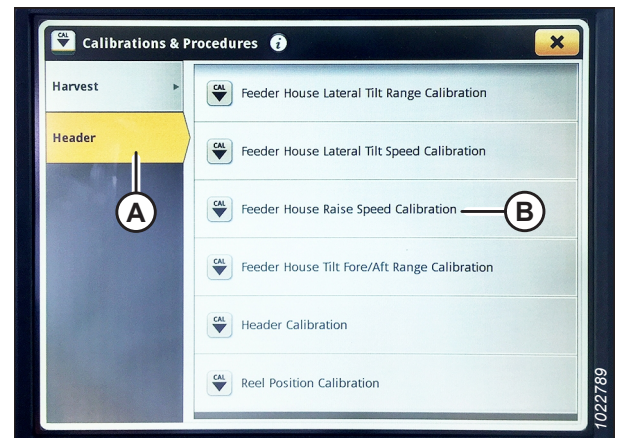 CAL Calibrations & Procedures i X
Harvest
Header
CAL Feeder House Lateral Tilt Range Calibration
CAL Feeder House Lateral Tilt Speed Calibration
CAL Feeder House Raise Speed Calibration
CAL Feeder House Tilt Fore/Aft Range Calibration
CAL Header Calibration
CAL Reel Position Calibration
A
B
1022789